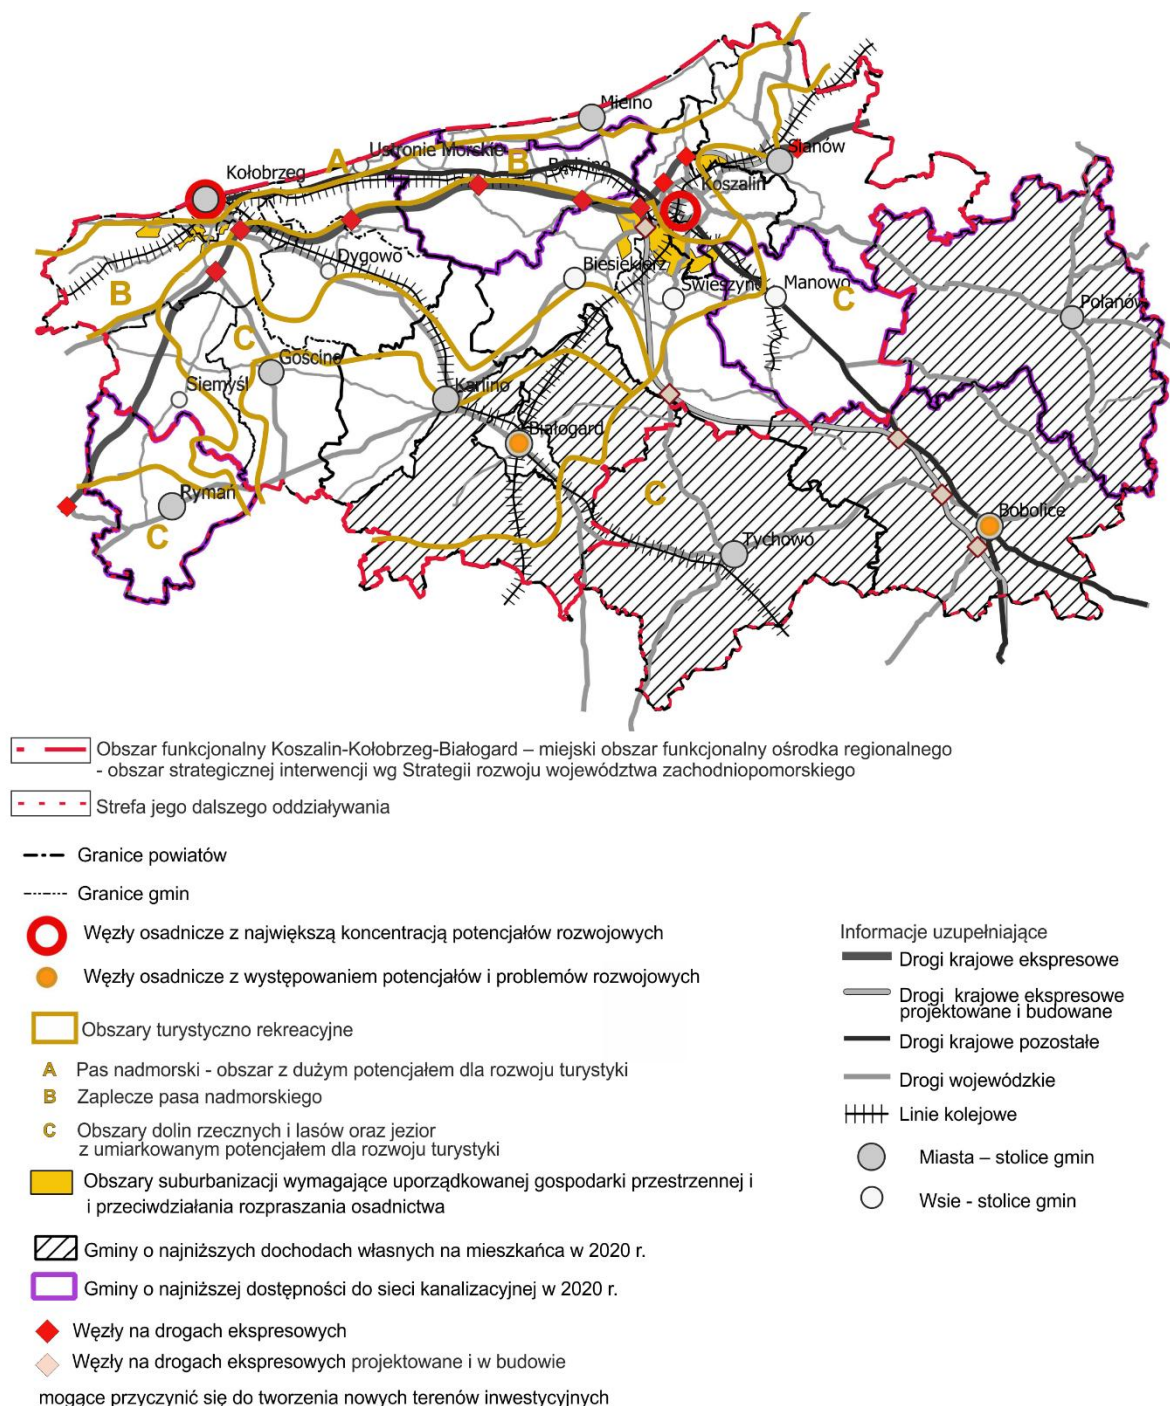 Mielno
Sianów
Ustronie Morskie
A
B
Będzino
Kołobrzeg
Koszalin
Dygowo
Biesiekierz
Świeszyno
Manowo
C
B
Polanów
C
Gościno
Siemyśl
Karlino
Białogard
C
Rymań
C
Bobolice
Tychowo
Obszar funkcjonalny Koszalin-Kołobrzeg-Białogard – miejski obszar funkcjonalny ośrodka regionalnego
- obszar strategicznej interwencji wg Strategii rozwoju województwa zachodniopomorskiego
Strefa jego dalszego oddziaływania
Granice powiatów
Granice gmin
Węzły osadnicze z największą koncentracją potencjałów rozwojowych
Węzły osadnicze z występowaniem potencjałów i problemów rozwojowych
Obszary turystyczno rekreacyjne
A Pas nadmorski - obszar z dużym potencjałem dla rozwoju turystyki
B Zaplecze pasa nadmorskiego
C Obszary dolin rzecznych i lasów oraz jezior
z umiarkowanym potencjałem dla rozwoju turystyki
Obszary suburbanizacji wymagające uporządkowanej gospodarki przestrzennej i
i przeciwdziałania rozpraszania osadnictwa
Gminy o najniższych dochodach własnych na mieszkańca w 2020 r.
Gminy o najniższej dostępności do sieci kanalizacyjnej w 2020 r.
Węzły na drogach ekspresowych
Węzły na drogach ekspresowych projektowane i w budowie
mogące przyczynić się do tworzenia nowych terenów inwestycyjnych
Informacje uzupełniające
Drogi krajowe ekspresowe
Drogi krajowe ekspresowe
projektowane i budowane
Drogi krajowe pozostałe
Drogi wojewódzkie
Linie kolejowe
Miasta – stolice gmin
Wsie - stolice gmin